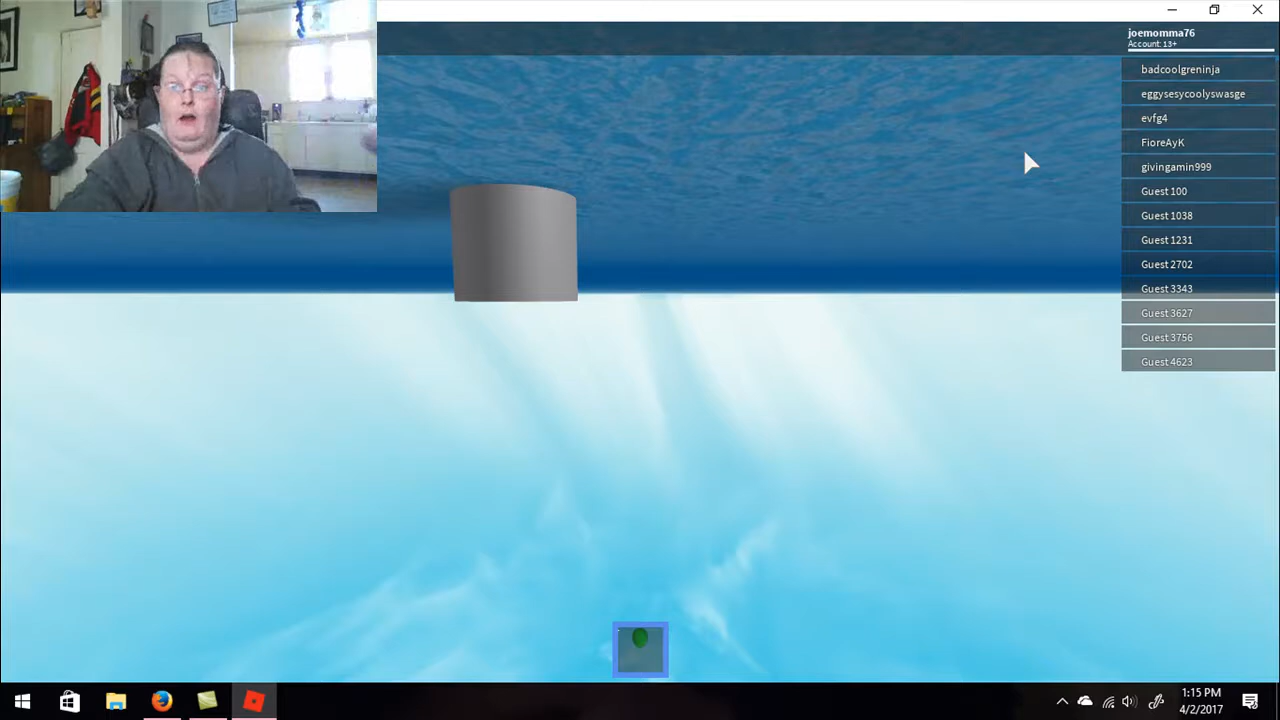 joemomma76
Account: 13+
badcoolgreninja
eggysesycoolyswasge
evfg4
FioreAyK
givingamin999
Guest 100
Guest 1038
Guest 1231
Guest 2702
Guest 3343
Guest 3627
Guest 3756
Guest 4623
1:15 PM
4/2/2017